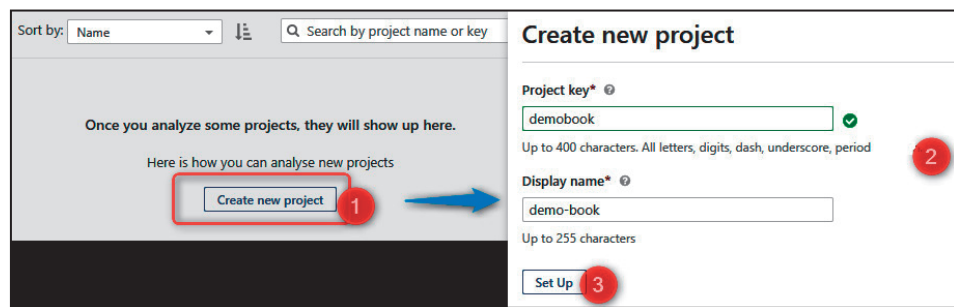 Sort by: Name Search by project name or key
Once you analyze some projects, they will show up here.
Here is how you can analyse new projects
Create new project 1
Create new project
Project key*
demobook
Up to 400 characters. All letters, digits, dash, underscore, period
2
Display name*
demo-book
Up to 255 characters
Set Up 3